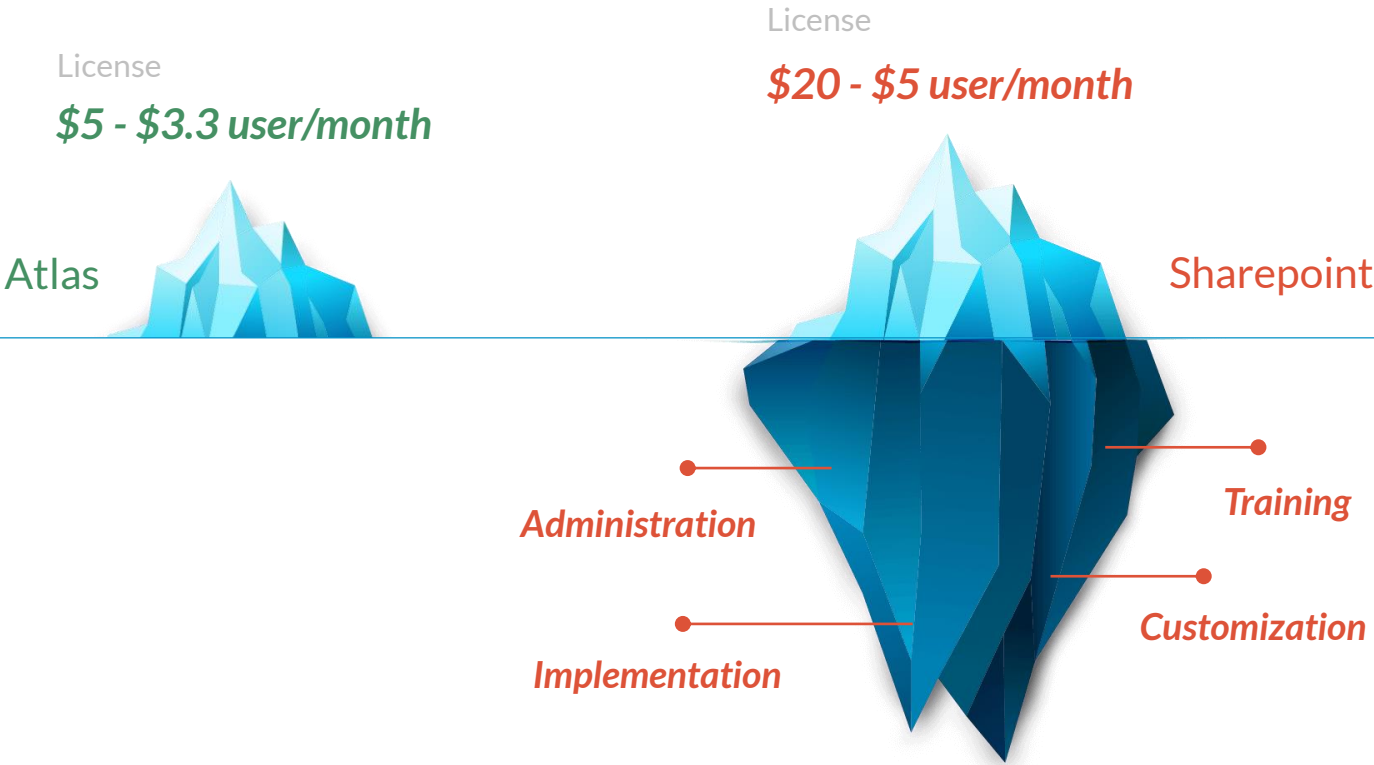 License
$5 - $3.3 user/month
Atlas
License
$20 - $5 user/month
Sharepoint
Administration
Training
Implementation
Customization